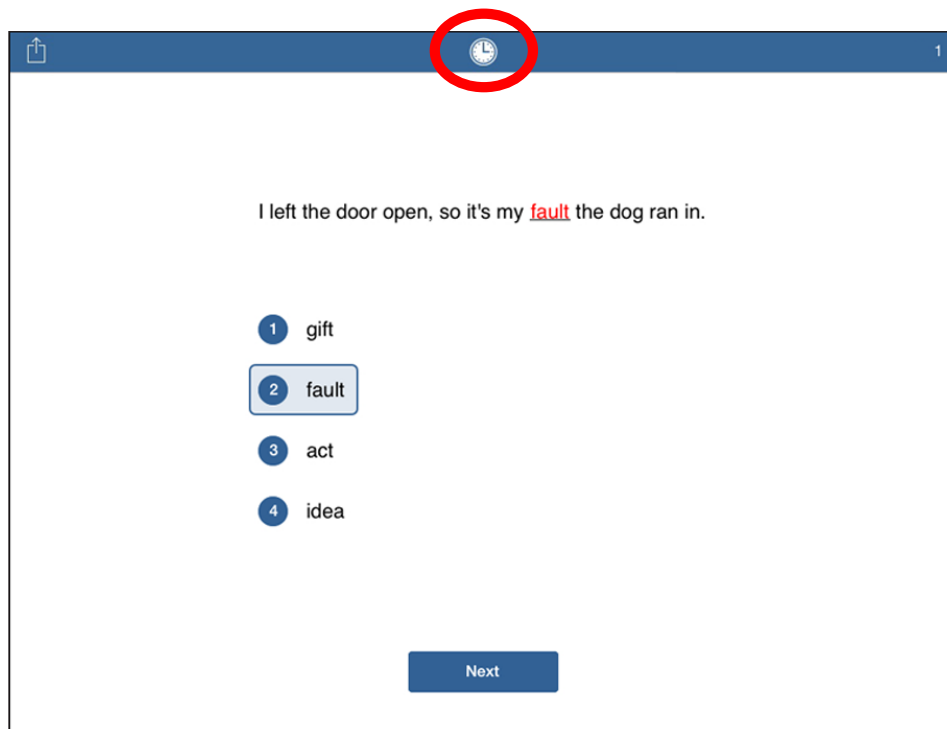 1
I left the door open, so it's my fault the dog ran in.
1 gift
2 fault
3 act
4 idea
Next